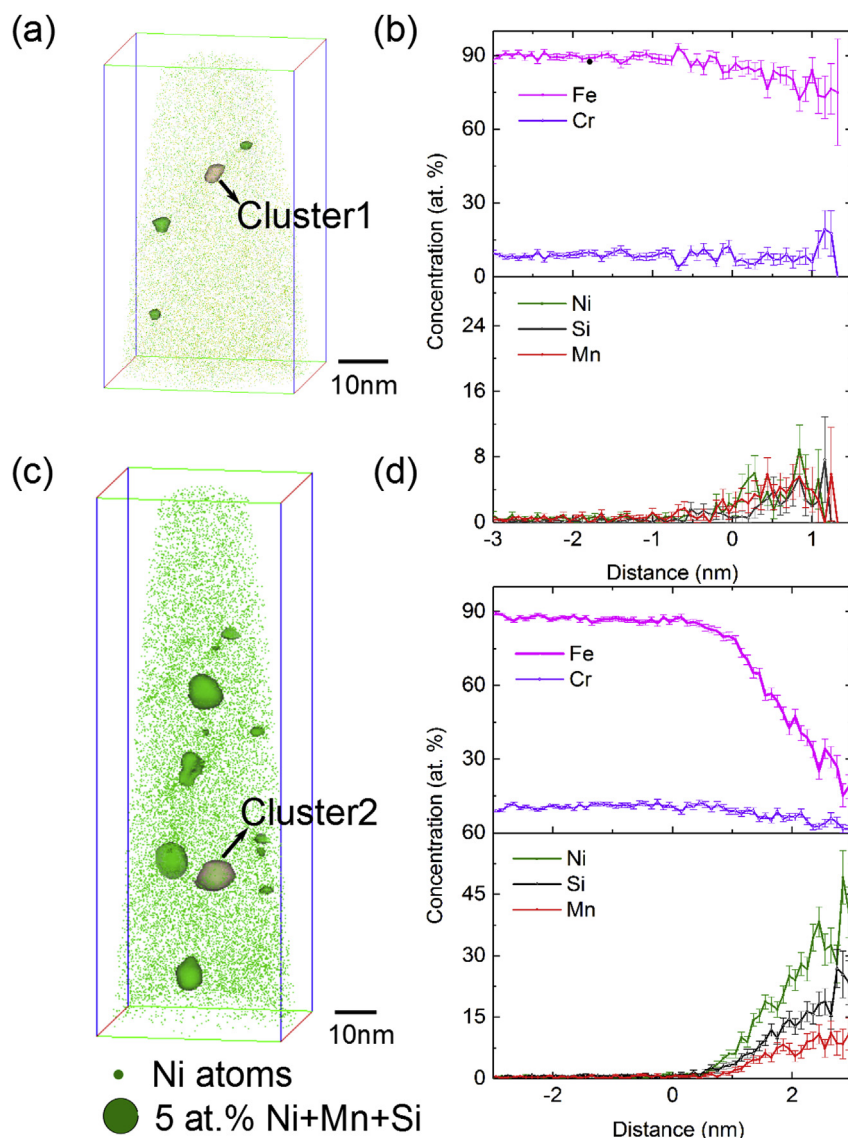 (a)
Cluster1
10nm
(b)
Concentration (at. %)
90
60
30
0
Fe
Cr
24
16
8
0
Ni
Si
Mn
-3 -2 -1 0 1
Distance (nm)
(c)
Cluster2
10nm
Ni atoms
5 at.% Ni+Mn+Si
(d)
Concentration (at. %)
90
60
30
60
Fe
Cr
45
30
15
0
Ni
Si
Mn
-2 0 2
Distance (nm)